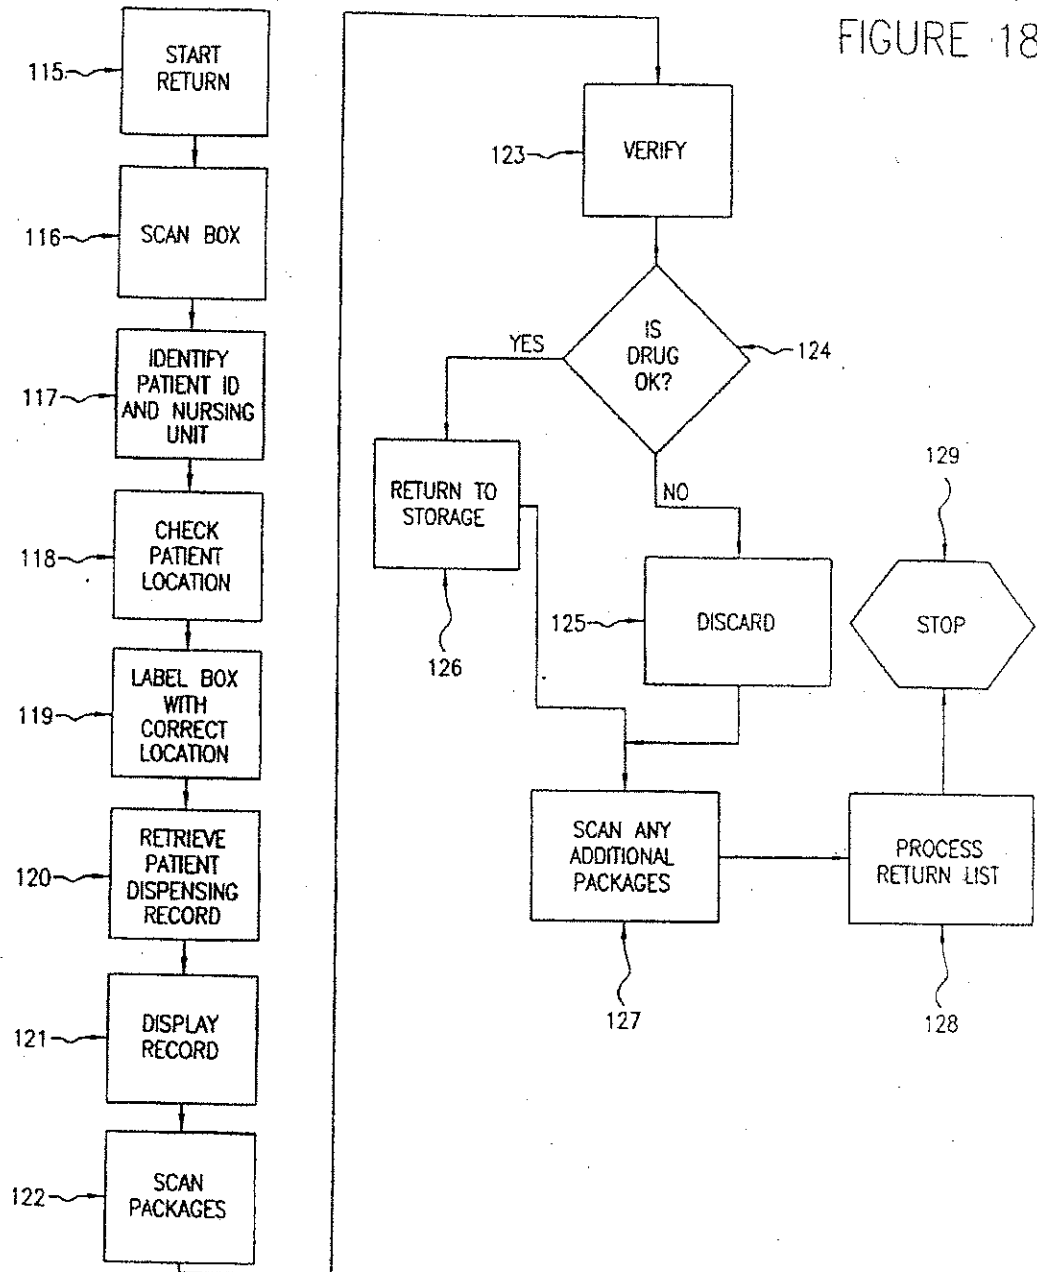 FIGURE 18
115
START
RETURN
116
SCAN BOX
117
IDENTIFY
PATIENT ID
AND NURSING
UNIT
118
CHECK
PATIENT
LOCATION
119
LABEL BOX
WITH
CORRECT
LOCATION
120
RETRIEVE
PATIENT
DISPENSING
RECORD
121
DISPLAY
RECORD
122
SCAN
PACKAGES
123
VERIFY
IS
DRUG
OK?
124
YES
NO
RETURN TO
STORAGE
126
125
DISCARD
129
STOP
SCAN ANY
ADDITIONAL
PACKAGES
127
PROCESS
RETURN LIST
128